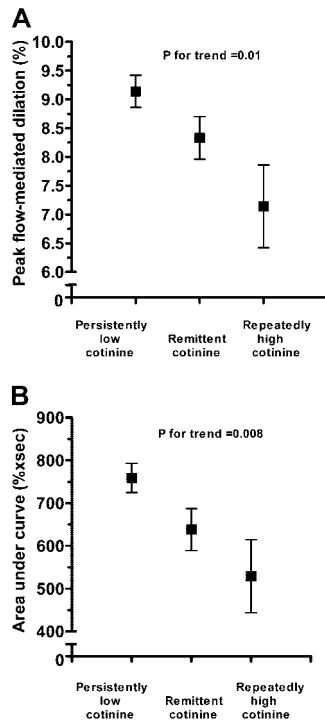 A
P for trend =0.01
Peak flow-mediated dilation (%)
10.0
9.5
9.0
8.5
8.0
7.5
7.0
6.5
6.0
0
Persistently
low
cotinine
Remittent
cotinine
Repeatedly
high
cotinine
B
P for trend =0.008
Area under curve (%xsec)
900
800
700
600
500
400
0
Persistently
low
cotinine
Remittent
cotinine
Repeatedly
high
cotinine